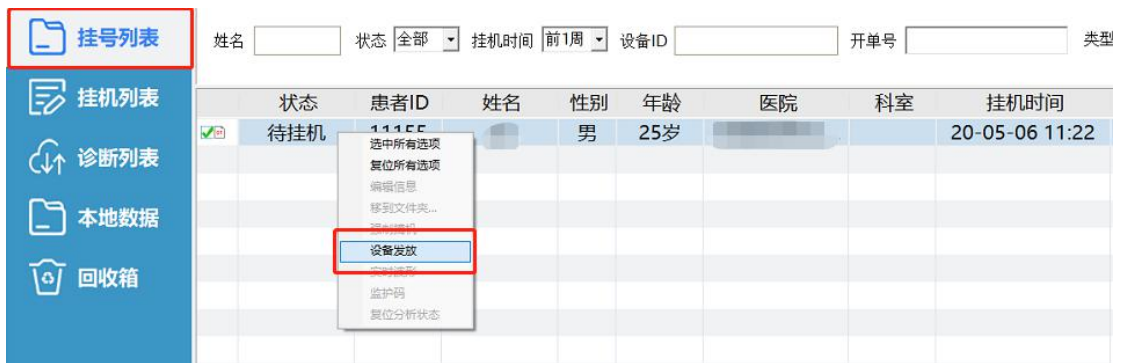 挂号列表
姓名 状态 全部 挂机时间 前1周 设备ID 开单号 类型
挂机列表
状态 患者ID 姓名 性别 年龄 医院 科室 挂机时间
待挂机 11155 男 25岁 20-05-06 11:22
选中所有选项
诊断列表
复位所有选项
编辑信息
移到文件夹...
本地数据
设备发放
回收箱
实时波形
监护码
复位分析状态